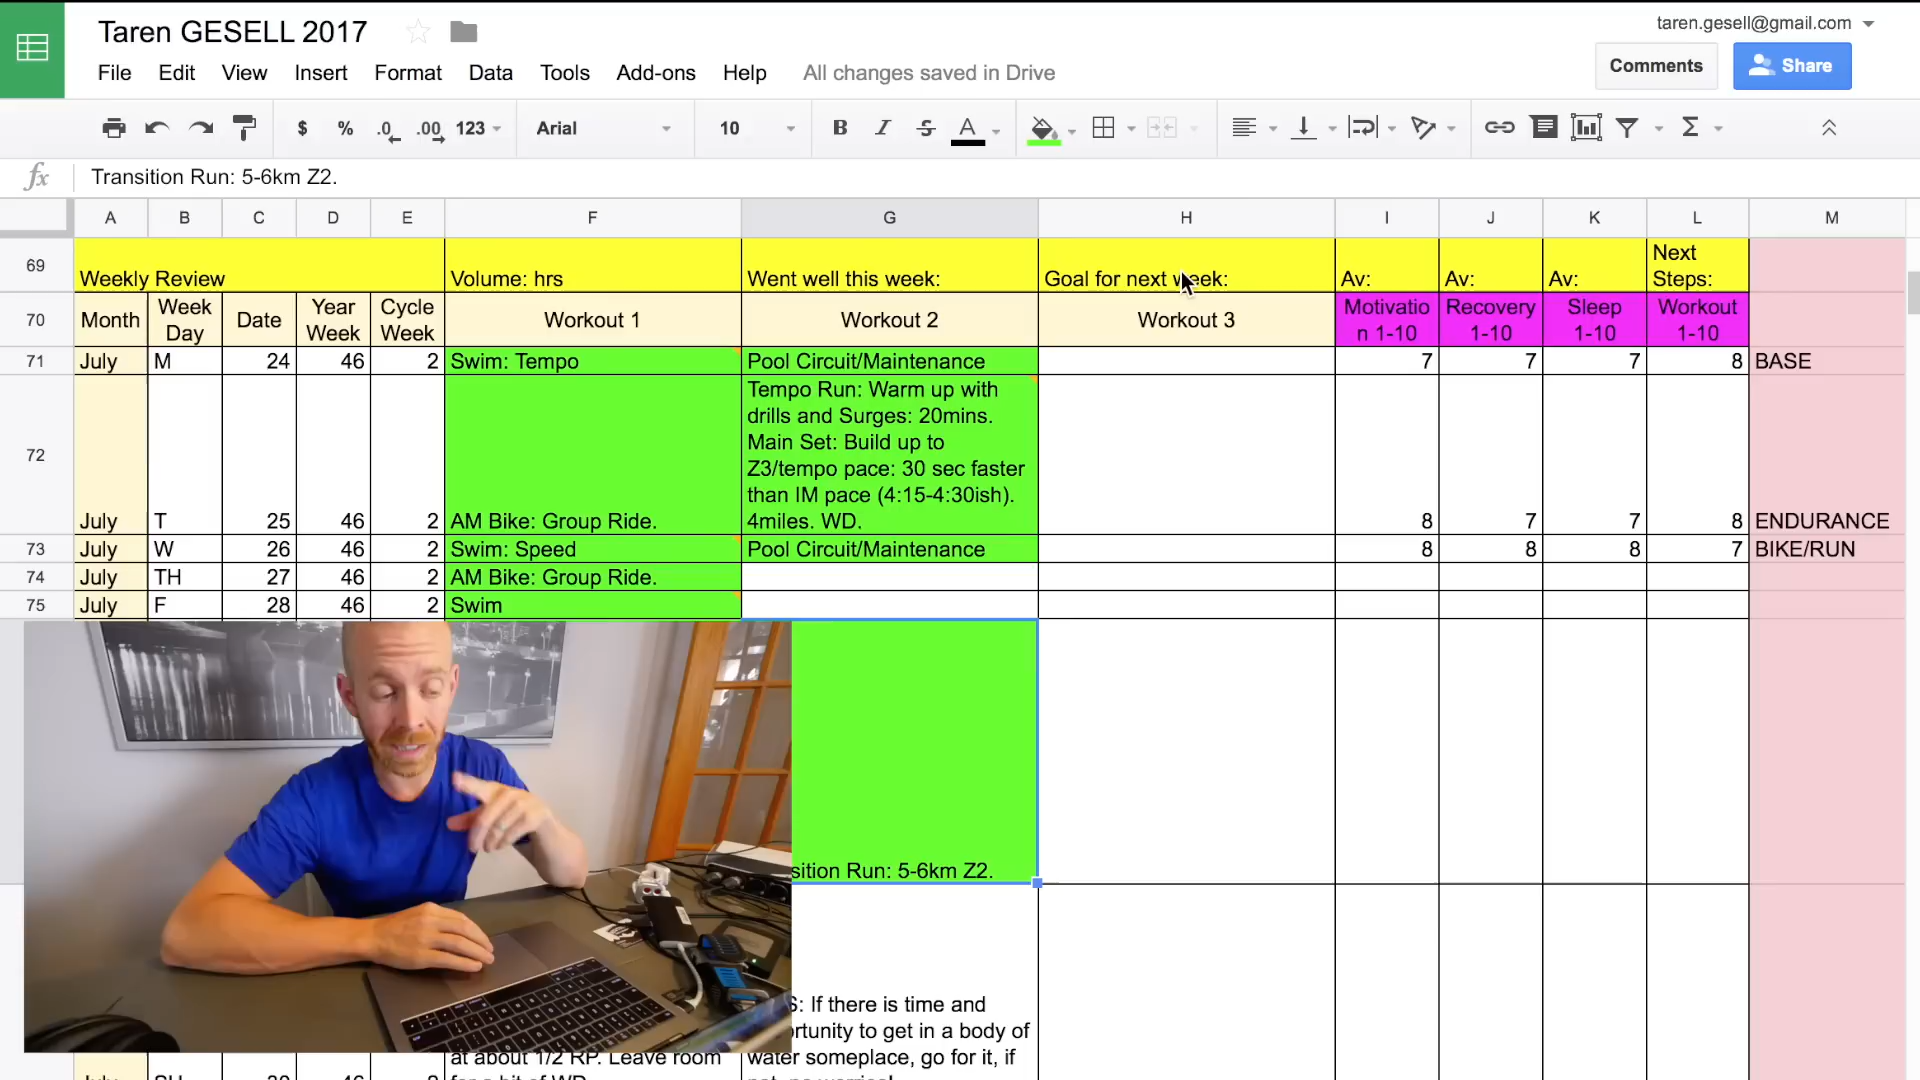 Taren GESELL 2017
taren.gesell@gmail.com
File Edit View Insert Format Data Tools Add-ons Help All changes saved in Drive
Comments Share
$ % .0 .00 123 Arial 10 B I S A Σ
fx Transition Run: 5-6km Z2.
A B C D E F G H I J K L M
69 Weekly Review Volume: hrs Went well this week: Goal for next week: Av: Av: Av: Next Steps:
70 Month Week Day Date Year Week Cycle Week Workout 1 Workout 2 Workout 3 Motivatio n 1-10 Recovery 1-10 Sleep 1-10 Workout 1-10
71 July M 24 46 2 Swim: Tempo Pool Circuit/Maintenance 7 7 7 8 BASE
Tempo Run: Warm up with
drills and Surges: 20mins.
Main Set: Build up to
72 Z3/tempo pace: 30 sec faster
than IM pace (4:15-4:30ish).
July T 25 46 2 AM Bike: Group Ride. 4miles. WD. 8 7 7 8 ENDURANCE
73 July W 26 46 2 Swim: Speed Pool Circuit/Maintenance 8 8 8 7 BIKE/RUN
74 July TH 27 46 2 AM Bike: Group Ride.
75 July F 28 46 2 Swim
sition Run: 5-6km Z2.
S: If there is time and
ortunity to get in a body of
at about 1/2 RP. Leave room water someplace, go for it, if